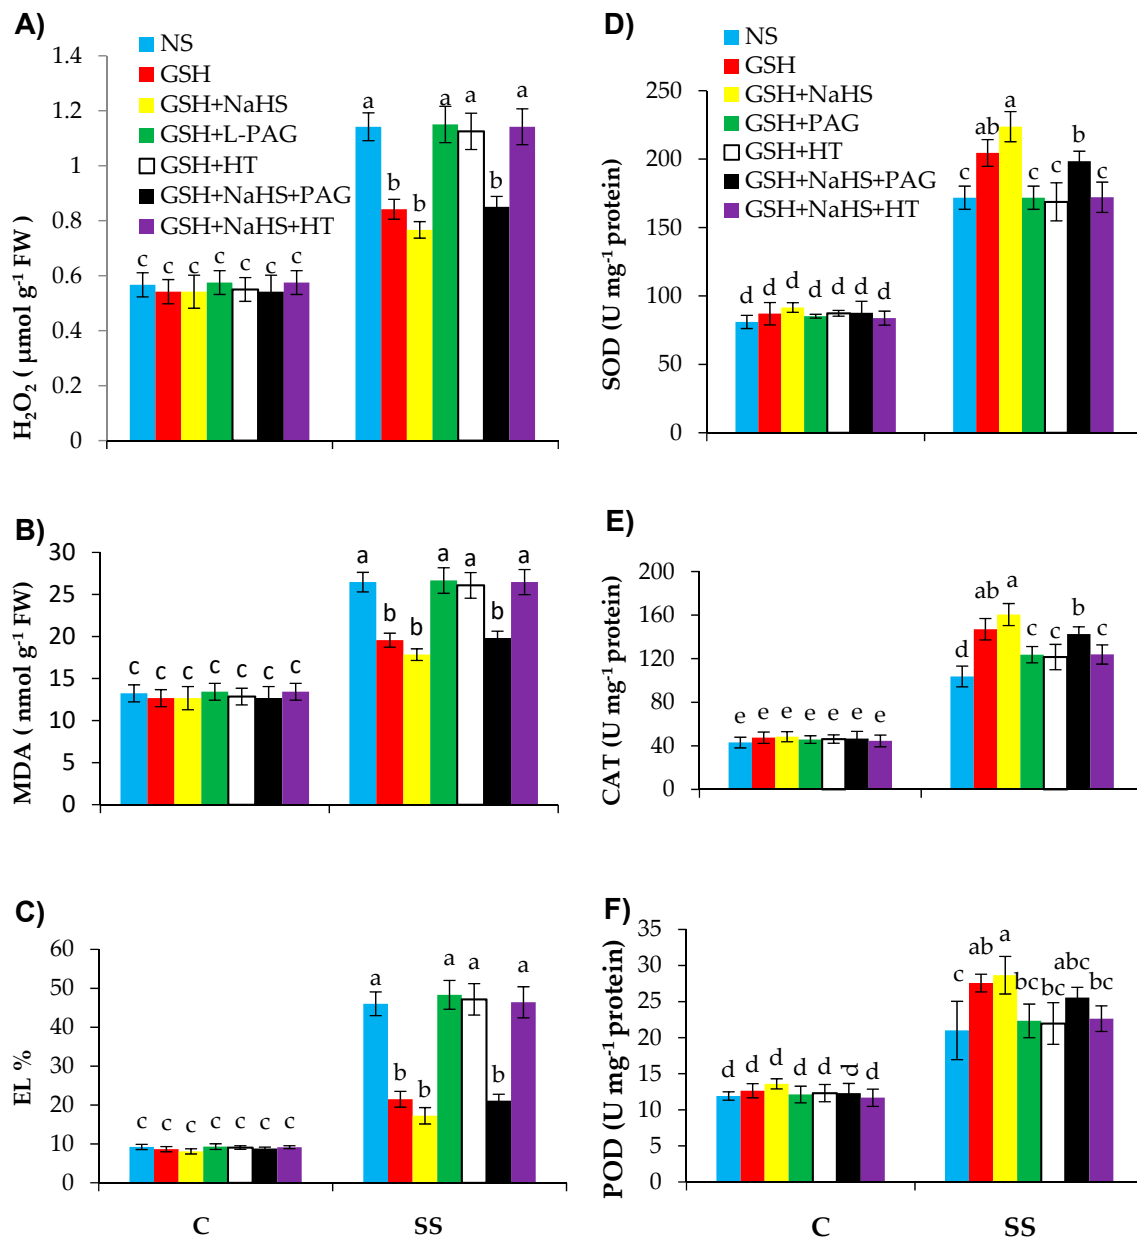 A)
NS
GSH
GSH+NaHS
GSH+L-PAG
GSH+HT
GSH+NaHS+PAG
GSH+NaHS+HT
H₂O₂ ( μmol g⁻¹ FW)
1.4
1.2
1
0.8
0.6
0.4
0.2
0
c c c c c c c
a b b a a b a
B)
MDA ( nmol g⁻¹ FW)
30
25
20
15
10
5
0
c c c c c c c
a b b a a b a
C)
EL %
60
50
40
30
20
10
0
c c c c c c c
a b b a a b a
C SS
D)
NS
GSH
GSH+NaHS
GSH+PAG
GSH+HT
GSH+NaHS+PAG
GSH+NaHS+HT
SOD (U mg⁻¹ protein)
250
200
150
100
50
0
d d d d d d d
c ab a c c b c
E)
CAT (U mg⁻¹ protein)
200
160
120
80
40
0
e e e e e e e
d ab a c c b c
F)
POD (U mg⁻¹ protein)
35
30
25
20
15
10
5
0
d d d d d d d
c ab a bc bc abc bc
C SS